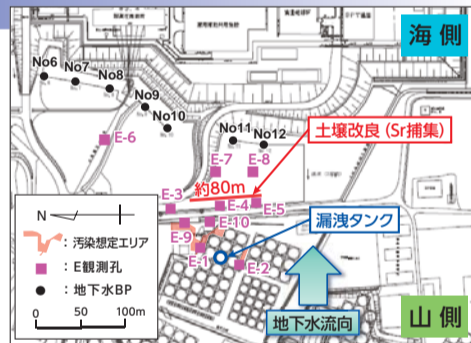 海側
No6
No7
No8
No9
No10
No11
No12
土壌改良（Sr捕集）
E-6
E-7
E-8
約80m
E-3
E-4
E-5
E-10
E-9
漏洩タンク
E-1
E-2
N
：汚染想定エリア
：E観測孔
：地下水BP
0 50 100m
地下水流向
山側